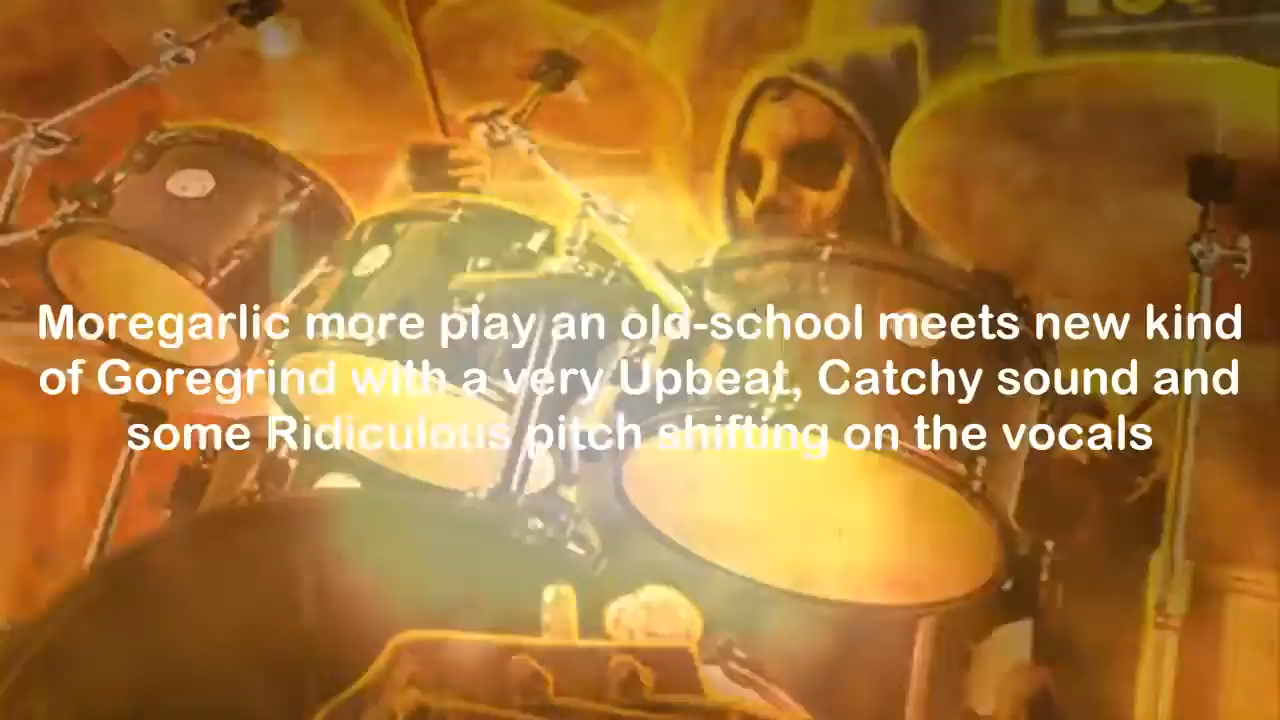 Moregarlic more play an old-school meets new kind
of Goregrind with a very Upbeat, Catchy sound and
some Ridiculous pitch shifting on the vocals